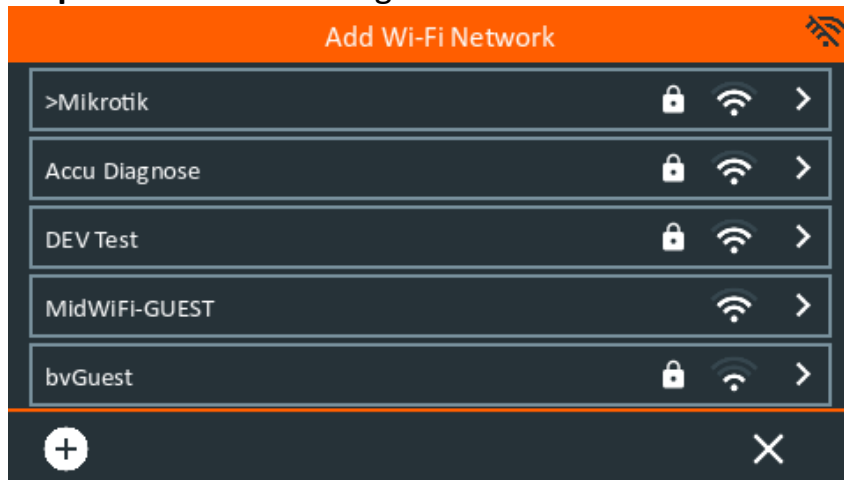 Add Wi-Fi Network
>Mikrotik
Accu Diagnose
DEV Test
MidWiFi-GUEST
bvGuest